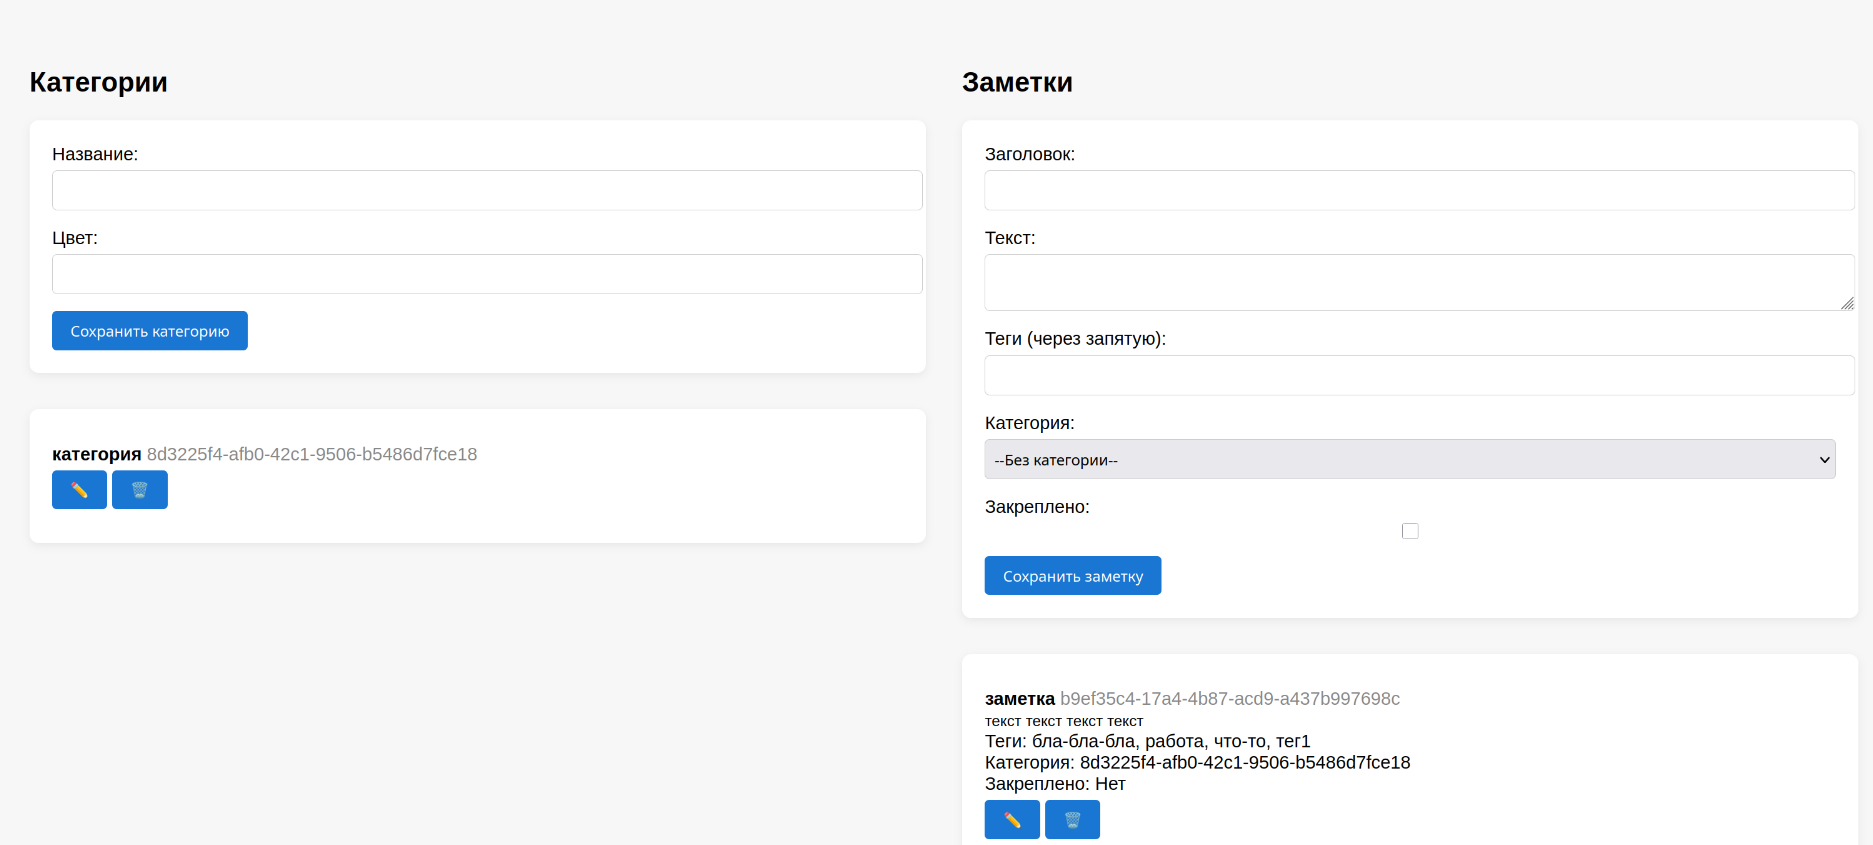 Категории
Название:
Цвет:
Сохранить категорию
категория 8d3225f4-afb0-42c1-9506-b5486d7fce18
Заметки
Заголовок:
Текст:
Теги (через запятую):
Категория:
--Без категории--
Закреплено:
Сохранить заметку
заметка b9ef35c4-17a4-4b87-acd9-a437b997698c
текст текст текст текст
Теги: бла-бла-бла, работа, что-то, тег1
Категория: 8d3225f4-afb0-42c1-9506-b5486d7fce18
Закреплено: Нет